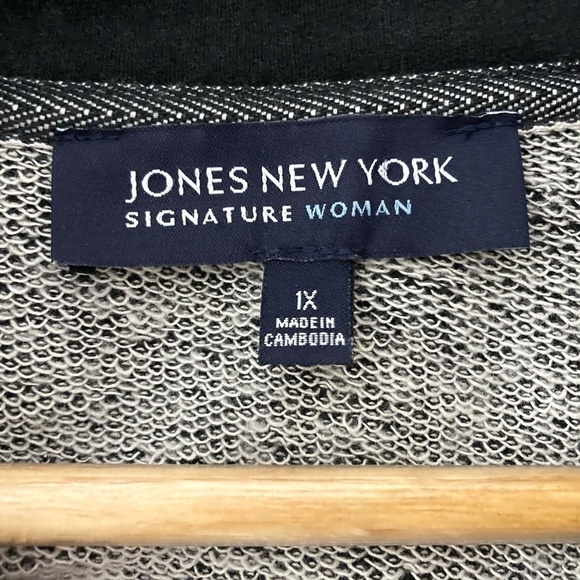 JONES NEW YORK
SIGNATURE WOMAN
1X
MADE IN
CAMBODIA